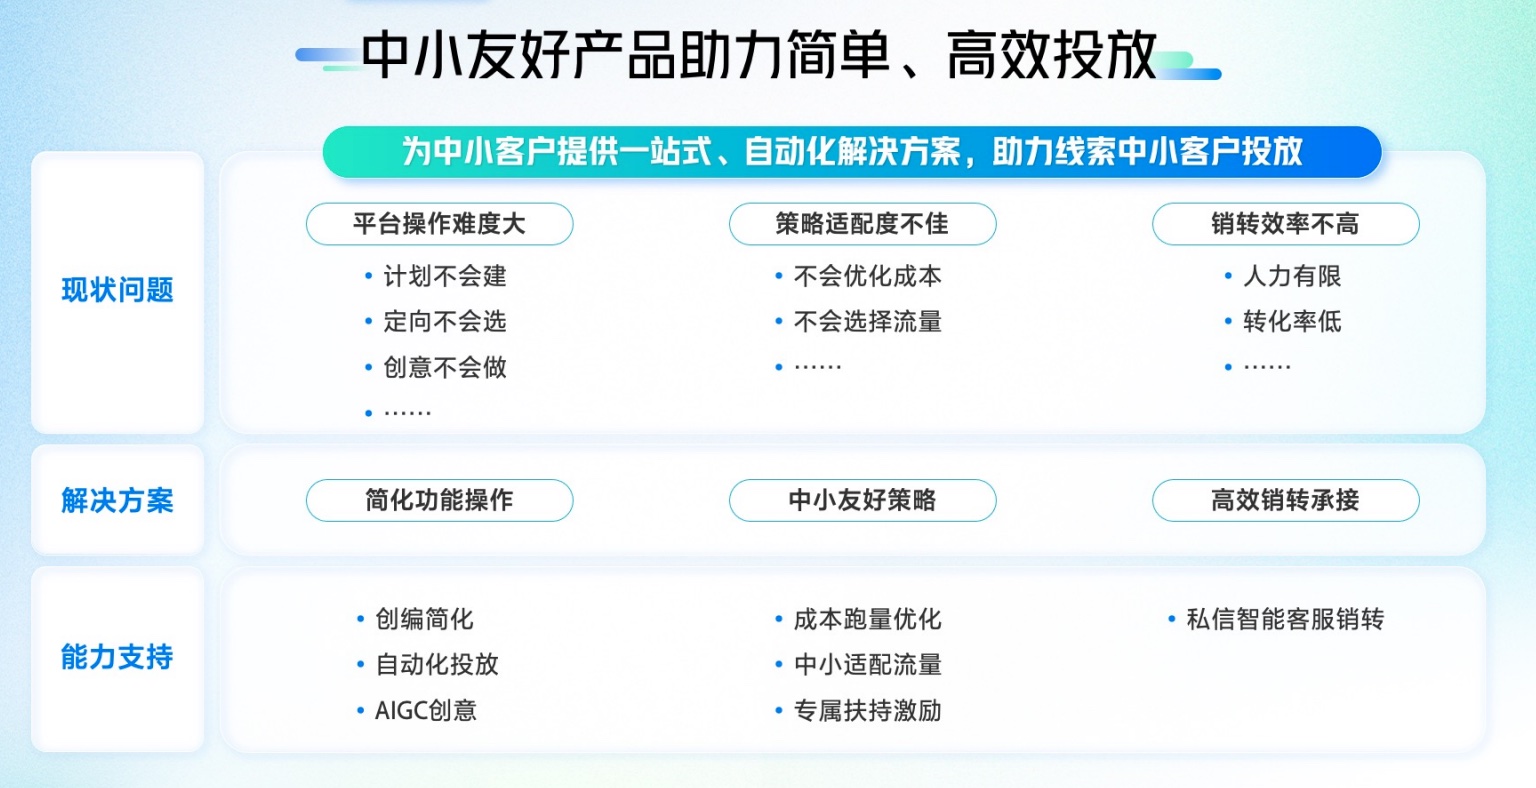 中小友好产品助力简单、高效投放
为中小客户提供一站式、自动化解决方案，助力线索中小客户投放
现状问题
平台操作难度大
• 计划不会建
• 定向不会选
• 创意不会做
• ······
策略适配度不佳
• 不会优化成本
• 不会选择流量
• ······
销转效率不高
• 人力有限
• 转化率低
• ······
解决方案
简化功能操作
中小友好策略
高效销转承接
能力支持
• 创编简化
• 自动化投放
• AIGC创意
• 成本跑量优化
• 中小适配流量
• 专属扶持激励
• 私信智能客服销转